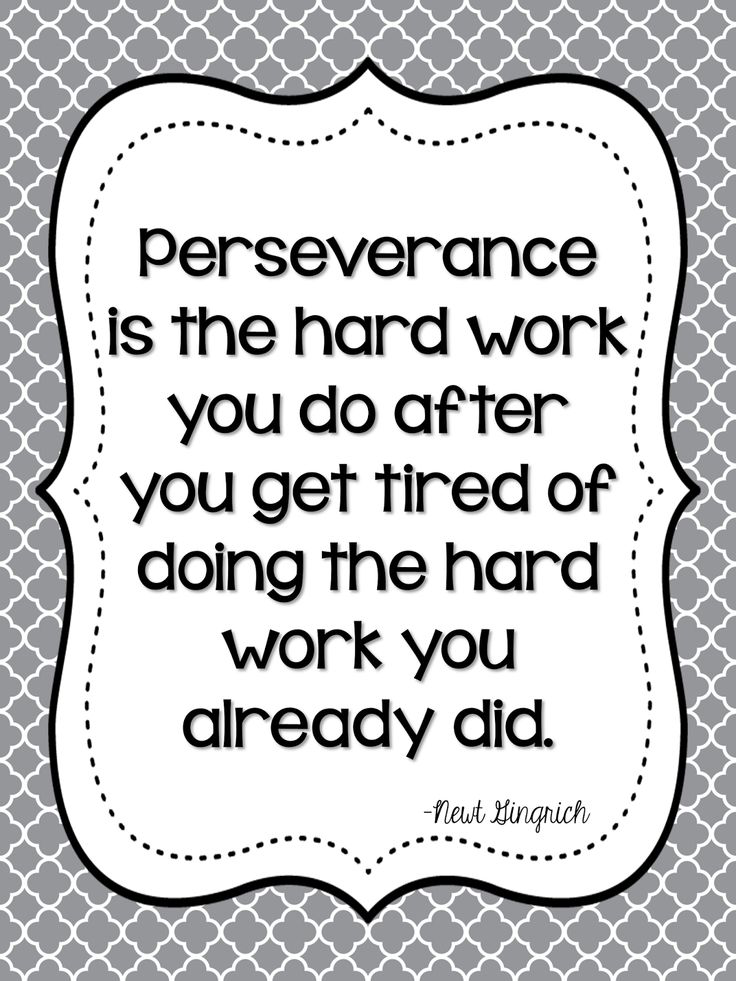 Perseverance
is the hard work
you do after
you get tired of
doing the hard
work you
already did.
-Newt Gingrich